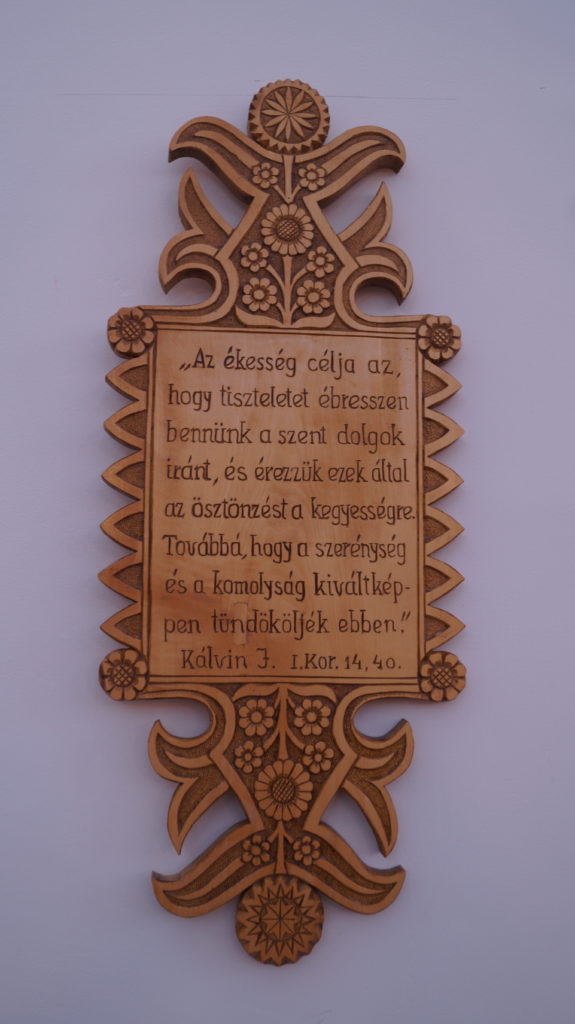 „Az ékesség célja az,
hogy tiszteletet ébresszen
bennünk a szent dolgok
iránt, és érezzük ezek által
az ösztönzést a kegyességre.
Továbbá, hogy a szerénység
és a komolyság kiváltkép-
pen tündököljék ebben."
Kálvin J. I.Kor. 14, 40.